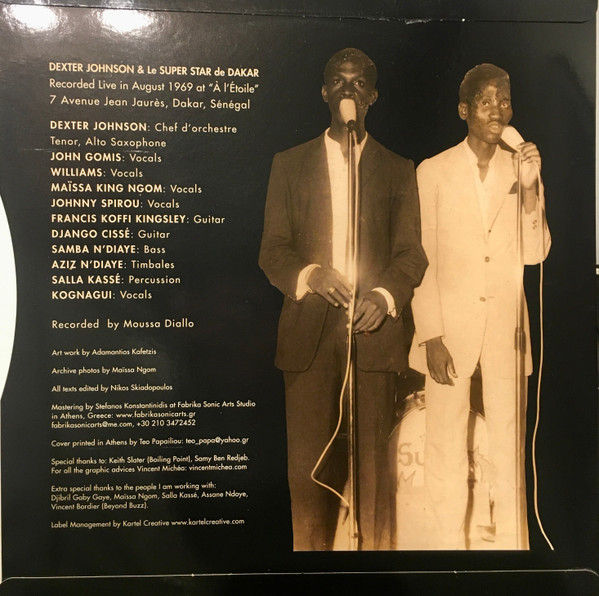 DEXTER JOHNSON & Le SUPER STAR de DAKAR
Recorded Live in August 1969 at "À l'Étoile"
7 Avenue Jean Jaurès, Dakar, Sénégal
DEXTER JOHNSON: Chef d'orchestre
Tenor, Alto Saxophone
JOHN GOMIS: Vocals
WILLIAMS: Vocals
MAÏSSA KING NGOM: Vocals
JOHNNY SPIROU: Vocals
FRANCIS KOFFI KINGSLEY: Guitar
DJANGO CISSÉ: Guitar
SAMBA N'DIAYE: Bass
AZIZ N'DIAYE: Timbales
SALLA KASSÉ: Percussion
KOGNAGUI: Vocals
Recorded by Moussa Diallo
Art work by Adamantios Kafetzis
Archive photos by Maïssa Ngom
All texts edited by Nikos Skiadopoulos
Mastering by Stefanos Konstantinidis at Fabrika Sonic Arts Studio
in Athens, Greece: www.fabrikasonicarts.gr
fabrikasonicarts@me.com, +30 210 3472452
Cover printed in Athens by Teo Papailiou: teo_papa@yahoo.gr
Special thanks to: Keith Slater (Boiling Point), Samy Ben Redjeb.
For all the graphic advices Vincent Michéa: vincentmichea.com
Extra special thanks to the people I am working with:
Djibril Gaby Gaye, Maïssa Ngom, Salla Kassé, Assane Ndoye,
Vincent Bordier (Beyond Buzz).
Label Management by Kartel Creative www.kartelcreative.com